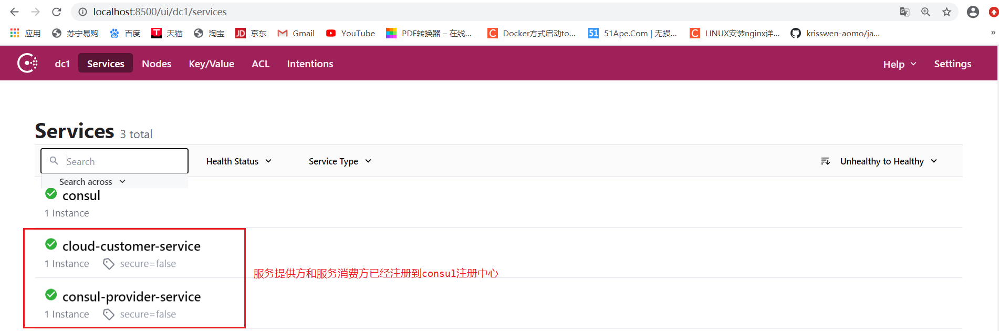 localhost:8500/ui/dc1/services
应用 苏宁易购 百度 天猫 淘宝 京东 Gmail YouTube PDF转换器 – 在线... Docker方式启动to... 51Ape.Com | 无损... LINUX安装nginx详... krisswen-aomo/ja... »
dc1 Services Nodes Key/Value ACL Intentions Help Settings
Services 3 total
Search Health Status Service Type Unhealthy to Healthy
Search across
consul
1 Instance
cloud-customer-service
1 Instance secure=false
服务提供方和服务消费方已经注册到consul注册中心
consul-provider-service
1 Instance secure=false